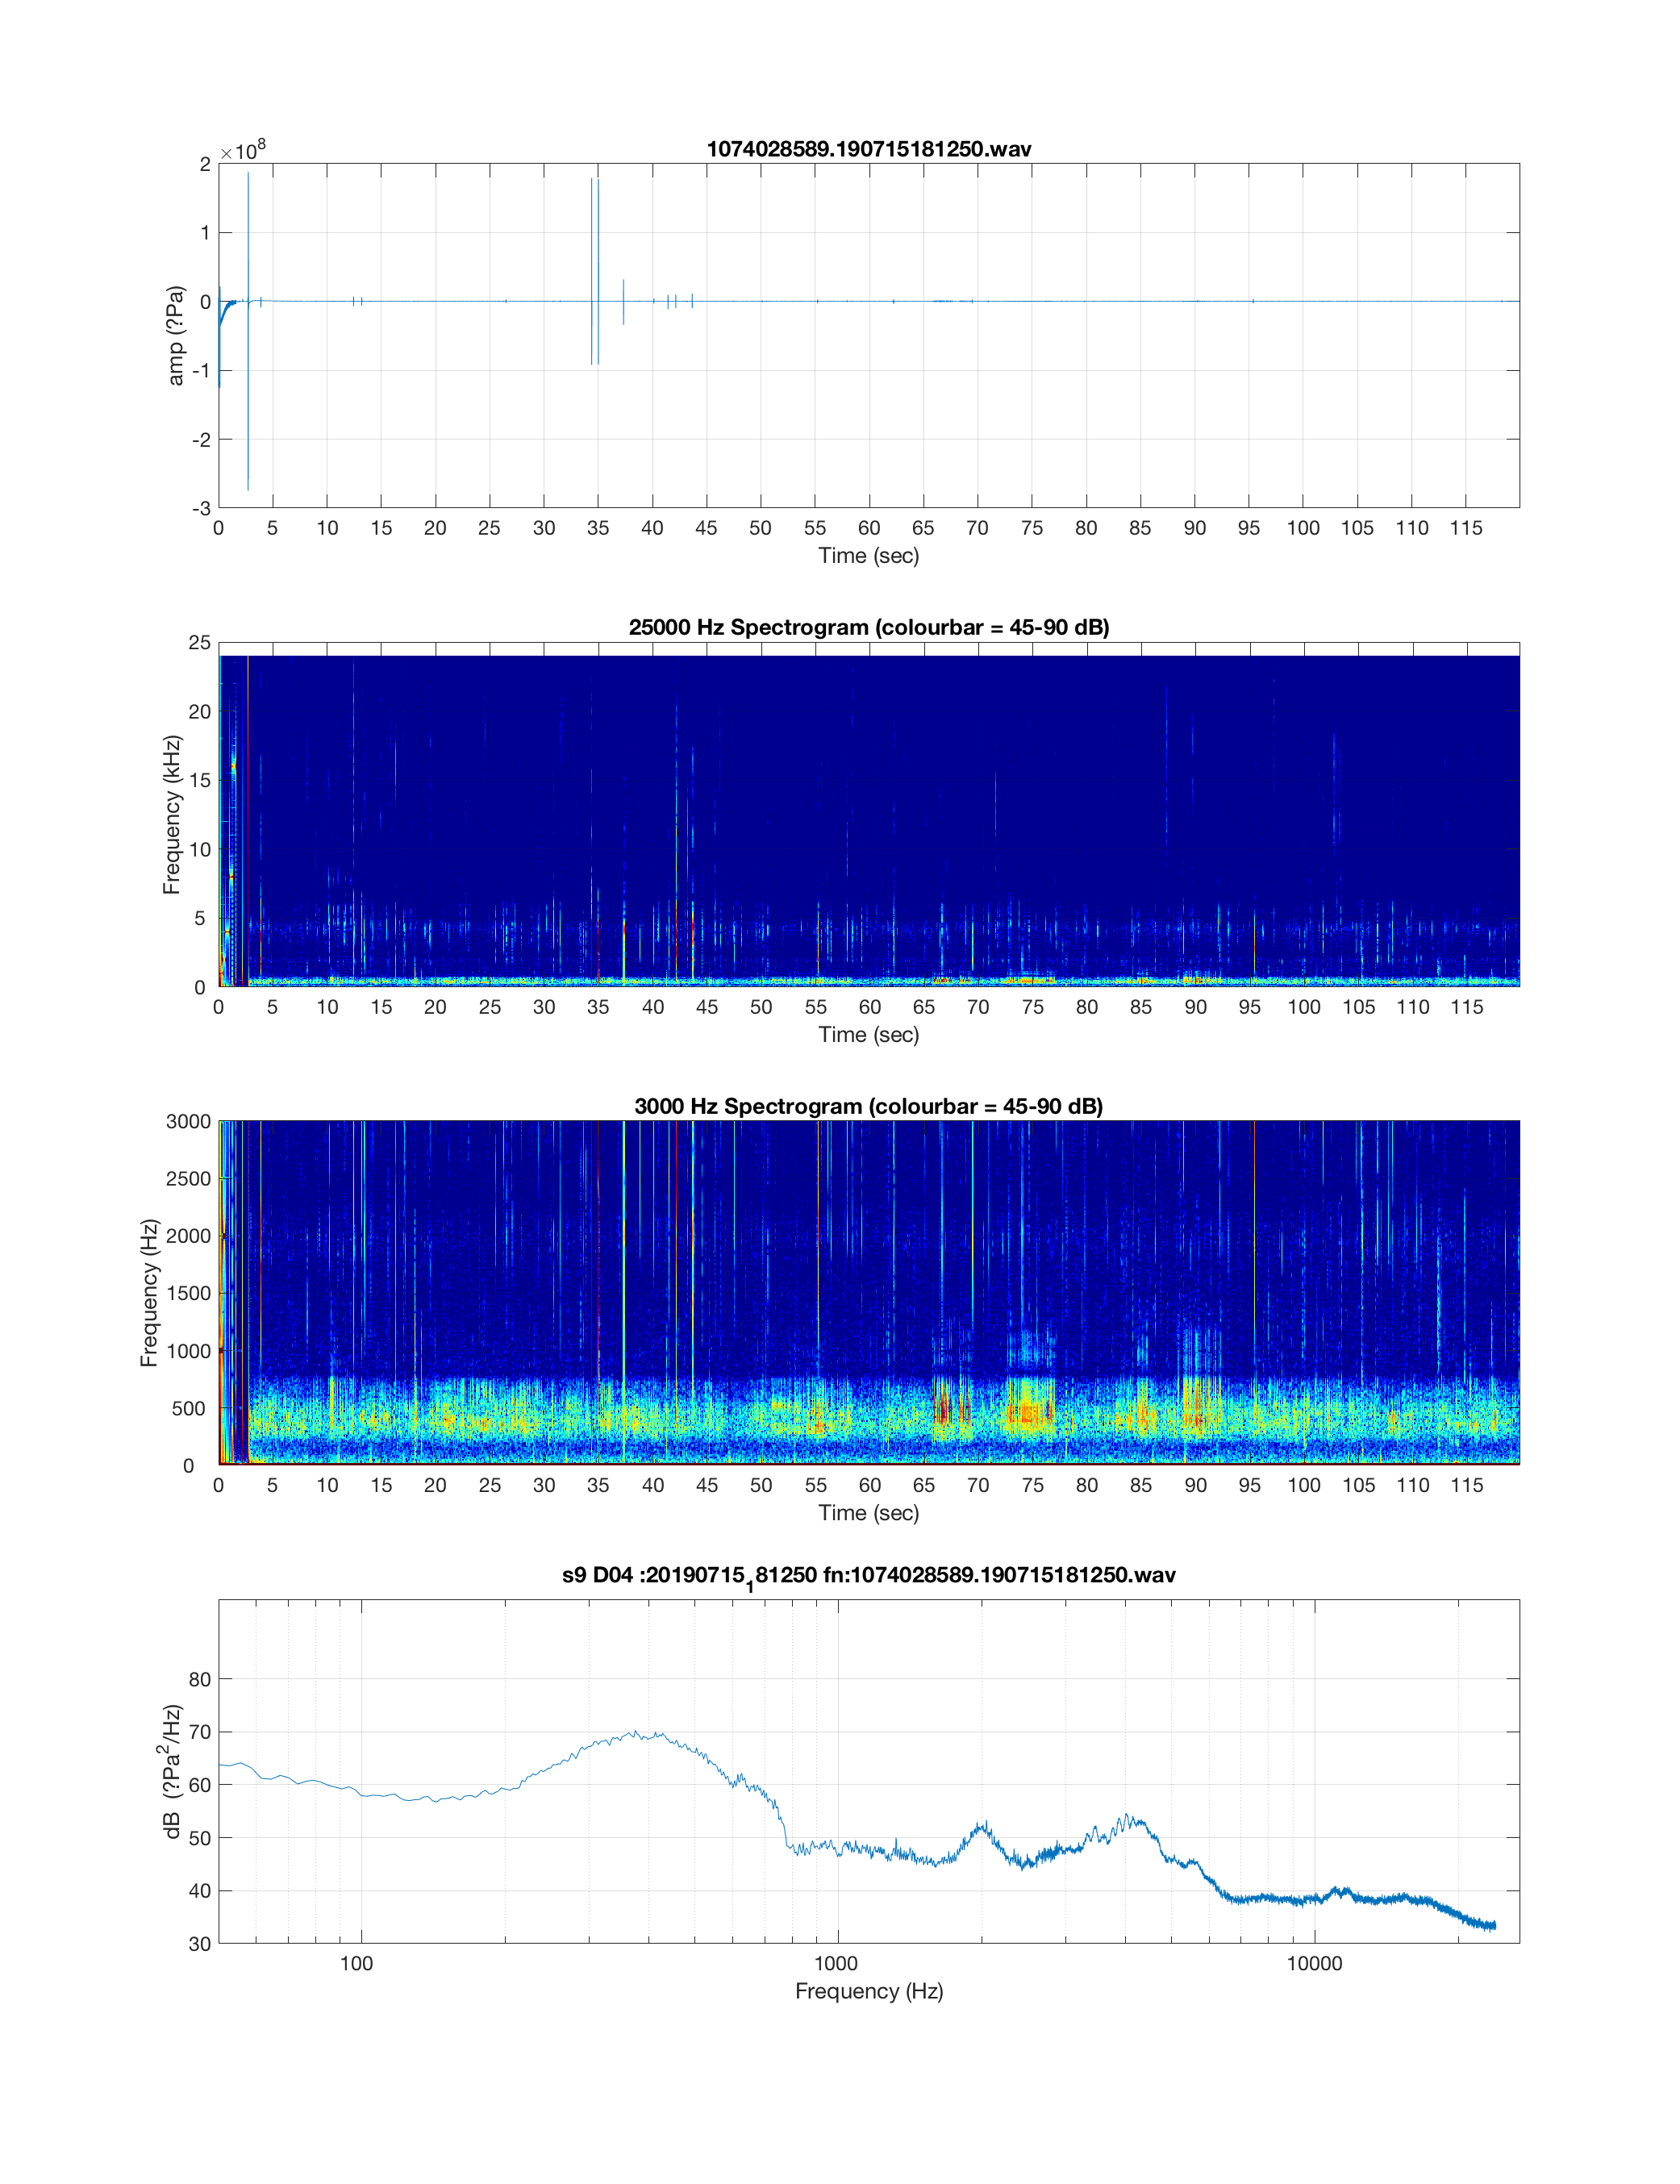 1074028589.190715181250.wav
×10^8
2
1
0
-1
-2
-3
amp (?Pa)
0 5 10 15 20 25 30 35 40 45 50 55 60 65 70 75 80 85 90 95 100 105 110 115
Time (sec)
25000 Hz Spectrogram (colourbar = 45-90 dB)
25
20
15
10
5
0
Frequency (kHz)
0 5 10 15 20 25 30 35 40 45 50 55 60 65 70 75 80 85 90 95 100 105 110 115
Time (sec)
3000 Hz Spectrogram (colourbar = 45-90 dB)
3000
2500
2000
1500
1000
500
0
Frequency (Hz)
0 5 10 15 20 25 30 35 40 45 50 55 60 65 70 75 80 85 90 95 100 105 110 115
Time (sec)
s9 D04 :20190715₁81250 fn:1074028589.190715181250.wav
80
70
60
50
40
30
dB (?Pa²/Hz)
100 1000 10000
Frequency (Hz)